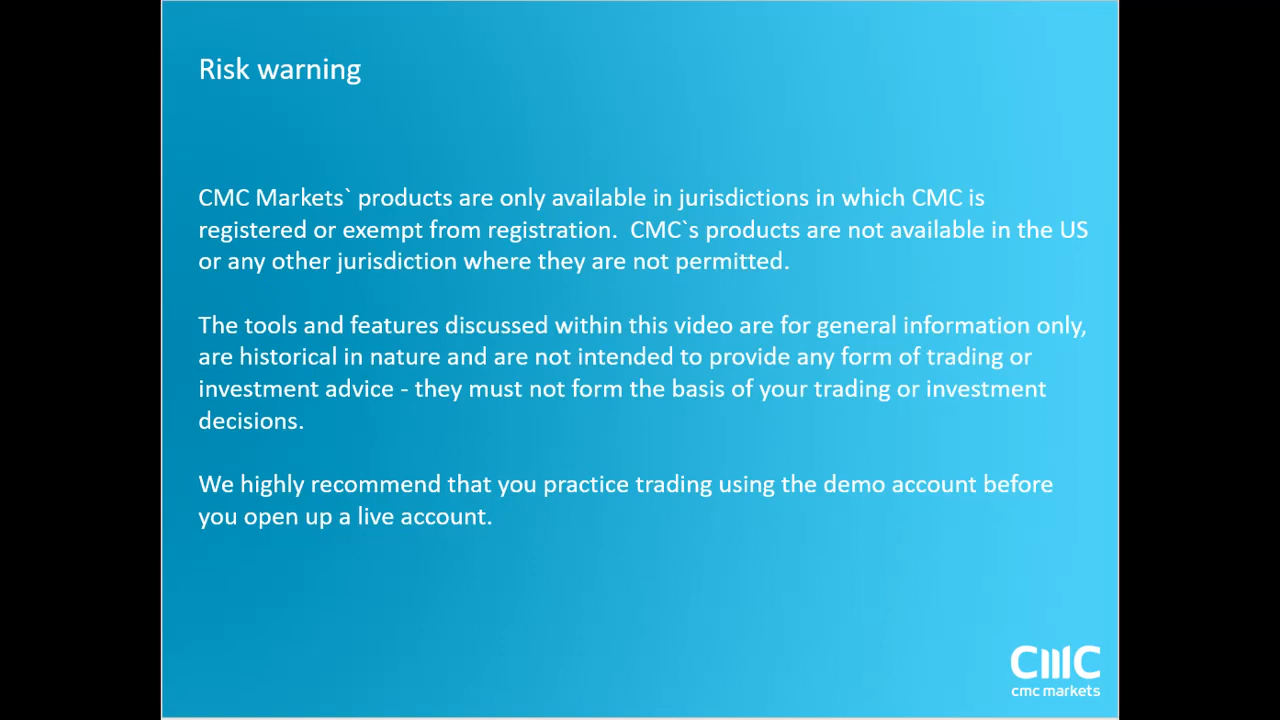 Risk warning
CMC Markets` products are only available in jurisdictions in which CMC is
registered or exempt from registration.  CMC`s products are not available in the US
or any other jurisdiction where they are not permitted.
The tools and features discussed within this video are for general information only,
are historical in nature and are not intended to provide any form of trading or
investment advice - they must not form the basis of your trading or investment
decisions.
We highly recommend that you practice trading using the demo account before
you open up a live account.
CMC
cmc markets